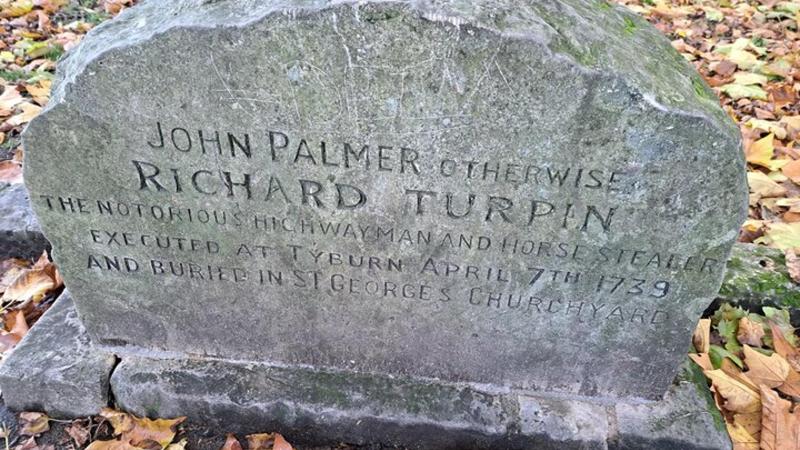 JOHN PALMER OTHERWISE
RICHARD TURPIN
THE NOTORIOUS HIGHWAYMAN AND HORSE STEALER
EXECUTED AT TYBURN APRIL 7TH 1739
AND BURIED IN ST GEORGES CHURCHYARD